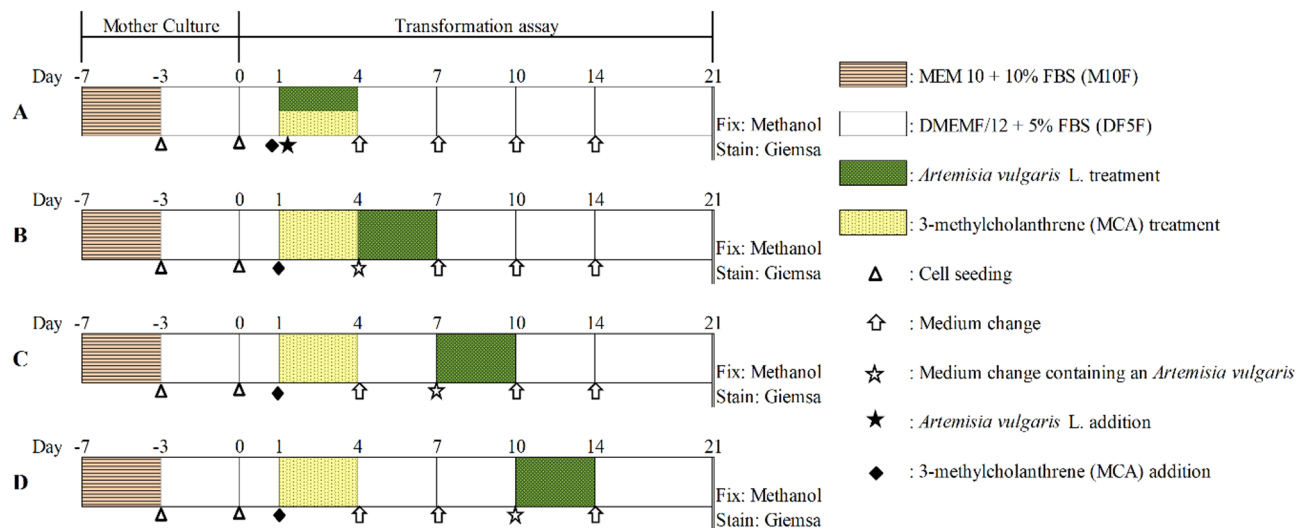 Mother Culture Transformation assay
Day -7 -3 0 1 4 7 10 14 21
A
Fix: Methanol
Stain: Giemsa
Day -7 -3 0 1 4 7 10 14 21
B
Fix: Methanol
Stain: Giemsa
Day -7 -3 0 1 4 7 10 14 21
C
Fix: Methanol
Stain: Giemsa
Day -7 -3 0 1 4 7 10 14 21
D
Fix: Methanol
Stain: Giemsa
: MEM 10 + 10% FBS (M10F)
: DMEMF/12 + 5% FBS (DF5F)
: Artemisia vulgaris L. treatment
: 3-methylcholanthrene (MCA) treatment
: Cell seeding
: Medium change
: Medium change containing an Artemisia vulgaris
: Artemisia vulgaris L. addition
: 3-methylcholanthrene (MCA) addition